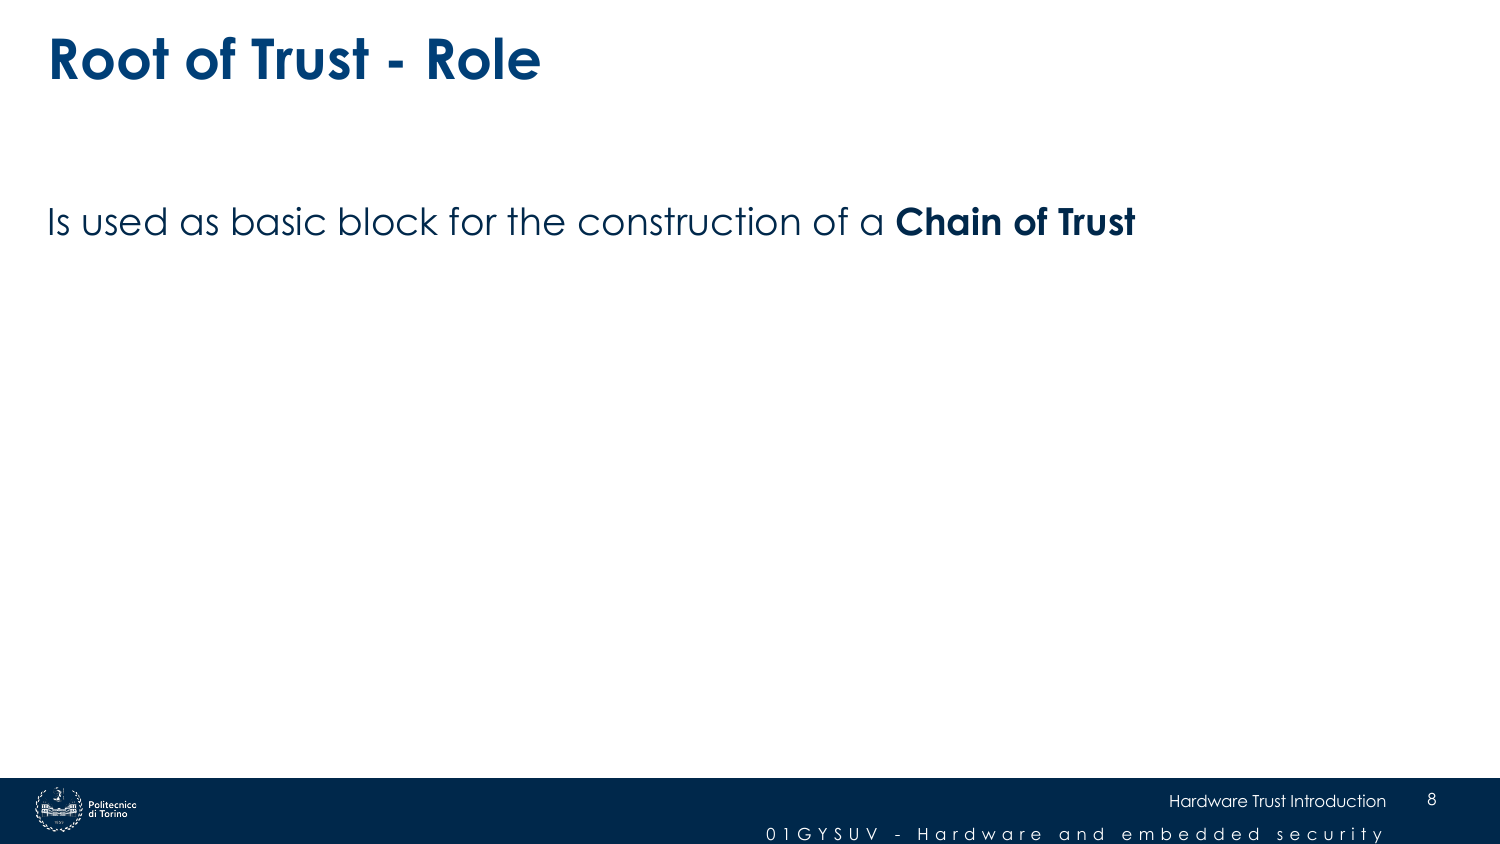 Root of Trust - Role
Is used as basic block for the construction of a Chain of Trust
Politecnico
di Torino
Hardware Trust Introduction
8
01GYSUV - Hardware and embedded security